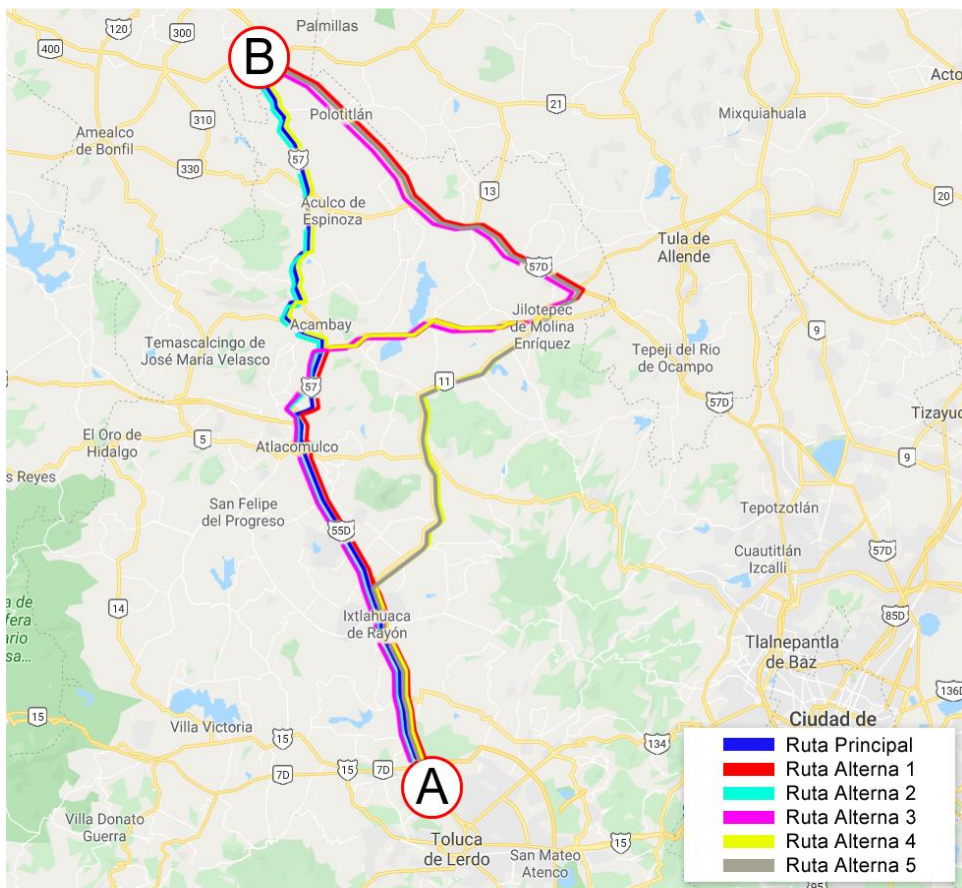 120
300
Palmillas
400
B
Acto
21
Polotitlán
Mixquiahuala
310
Amealco
de Bonfil
57
330
13
20
Aculco de
Espinoza
Tula de
Allende
57D
Jilotepec
de Molina
Enríquez
Acambay
Temascalcingo de
José María Velasco
9
Tepeji del Rio
de Ocampo
57
11
57D
Tizayuc
El Oro de
Hidalgo
5
Atlacomulco
9
s Reyes
San Felipe
del Progreso
Tepotzotlán
55D
Cuautitlán
Izcalli
57D
a de
fera
ario
sa...
14
Ixtlahuaca
de Rayón
85D
Tlalnepantla
de Baz
136D
15
Villa Victoria
15
134
Ciudad de
7D
15
7D
A
Villa Donato
Guerra
Toluca
de Lerdo
San Mateo
Atenco
15
95
Ruta Principal
Ruta Alterna 1
Ruta Alterna 2
Ruta Alterna 3
Ruta Alterna 4
Ruta Alterna 5